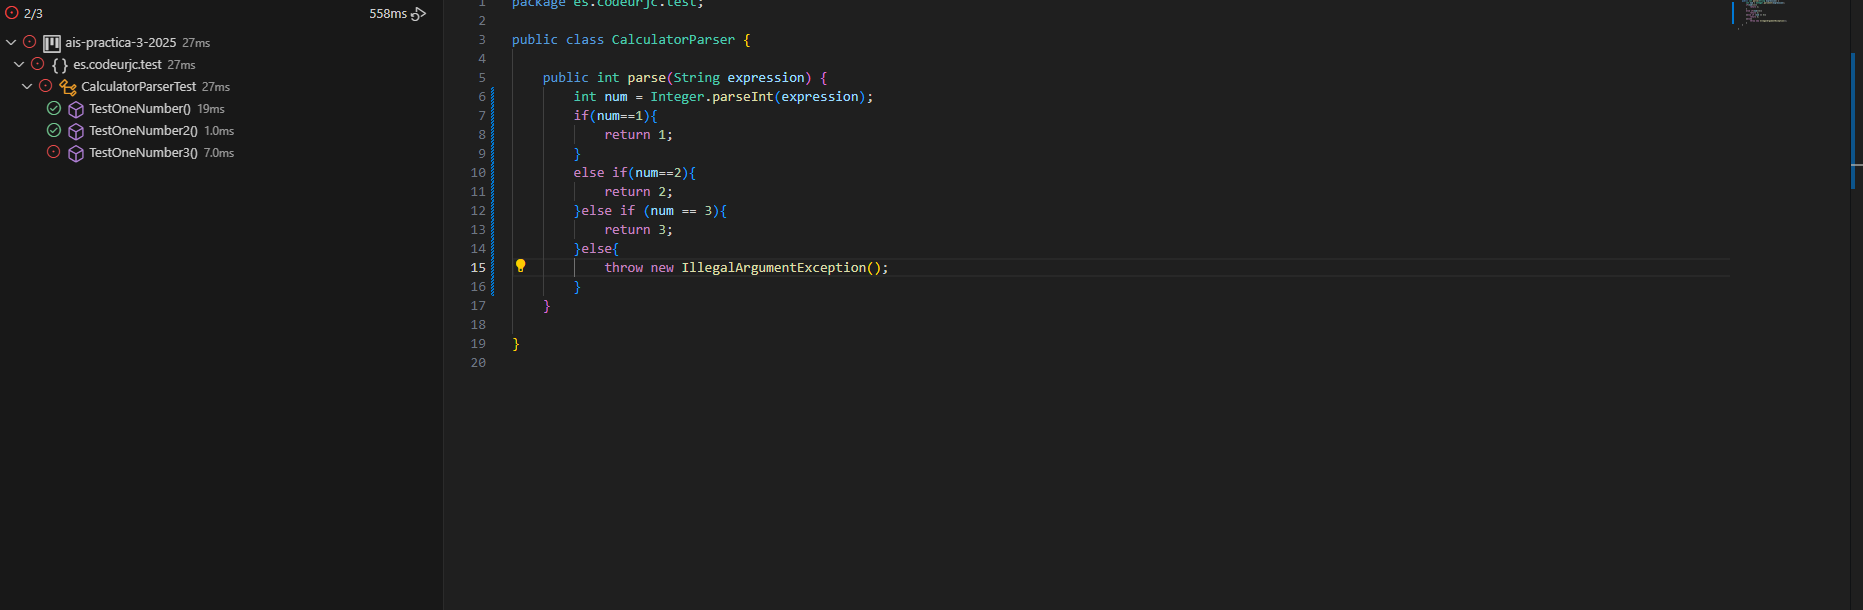 2/3 558ms
ais-practica-3-2025 27ms
{} es.codeurjc.test 27ms
CalculatorParserTest 27ms
TestOneNumber() 19ms
TestOneNumber2() 1.0ms
TestOneNumber3() 7.0ms
1 package es.codeurjc.test;
2
3 public class CalculatorParser {
4
5 public int parse(String expression) {
6 int num = Integer.parseInt(expression);
7 if(num==1){
8 return 1;
9 }
10 else if(num==2){
11 return 2;
12 }else if (num == 3){
13 return 3;
14 }else{
15 throw new IllegalArgumentException();
16 }
17 }
18
19 }
20